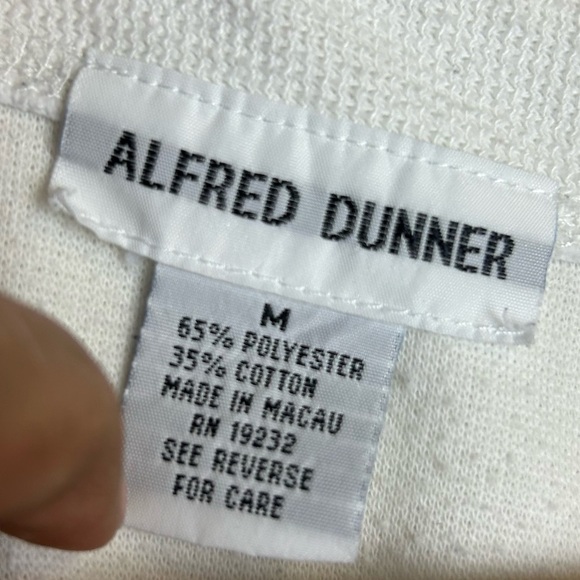 ALFRED DUNNER
M
65% POLYESTER
35% COTTON
MADE IN MACAU
RN 19232
SEE REVERSE
FOR CARE